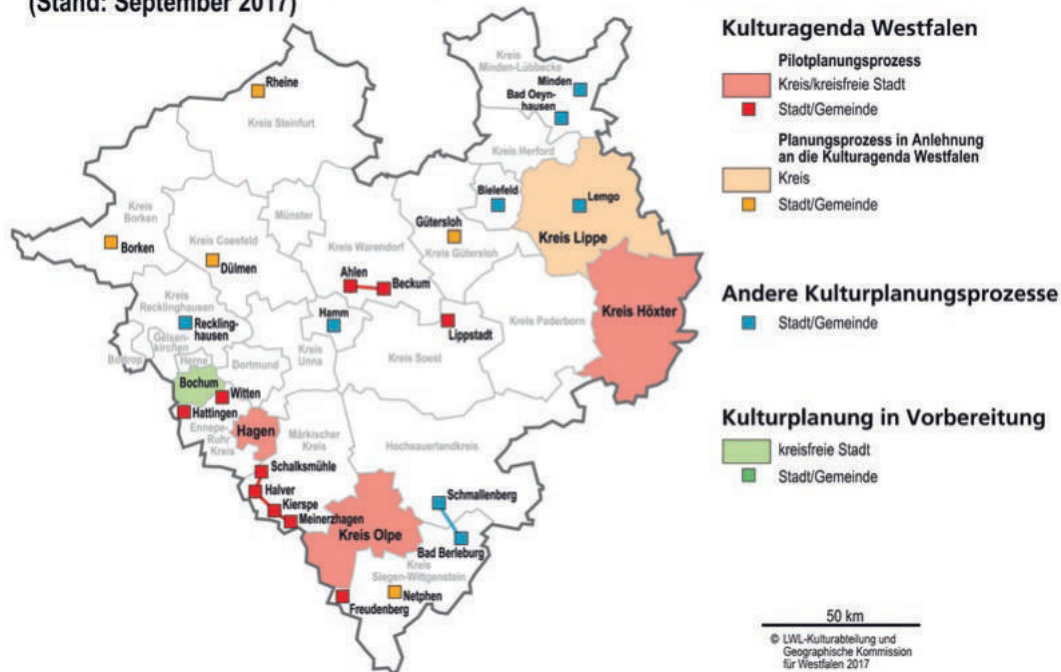 (Stand: September 2017)
Kulturagenda Westfalen
Pilotplanungsprozess
Kreis/kreisfreie Stadt
Stadt/Gemeinde
Planungsprozess in Anlehnung
an die Kulturagenda Westfalen
Kreis
Stadt/Gemeinde
Andere Kulturplanungsprozesse
Stadt/Gemeinde
Kulturplanung in Vorbereitung
kreisfreie Stadt
Stadt/Gemeinde
50 km
© LWL-Kulturabteilung und
Geographische Kommission
für Westfalen 2017
Kreis
Minden-Lübbecke
Minden
Bad Oeyn-
hausen
Rheine
Kreis Steinfurt
Kreis Herford
Bielefeld
Lemgo
Kreis Lippe
Kreis
Borken
Borken
Münster
Kreis Coesfeld
Dülmen
Kreis Warendorf
Gütersloh
Kreis Gütersloh
Ahlen
Beckum
Kreis Höxter
Kreis
Recklinghausen
Reckling-
hausen
Hamm
Lippstadt
Kreis Paderborn
Gelsen-
kirchen
Bottrop
Herne
Dortmund
Kreis
Unna
Kreis Soest
Bochum
Witten
Hattingen
Ennepe-
Ruhr
Kreis
Hagen
Märkischer
Kreis
Hochsauerlandkreis
Schalksmühle
Halver
Kierspe
Meinerzhagen
Kreis Olpe
Schmallenberg
Bad Berleburg
Kreis
Siegen-Wittgenstein
Netphen
Freudenberg